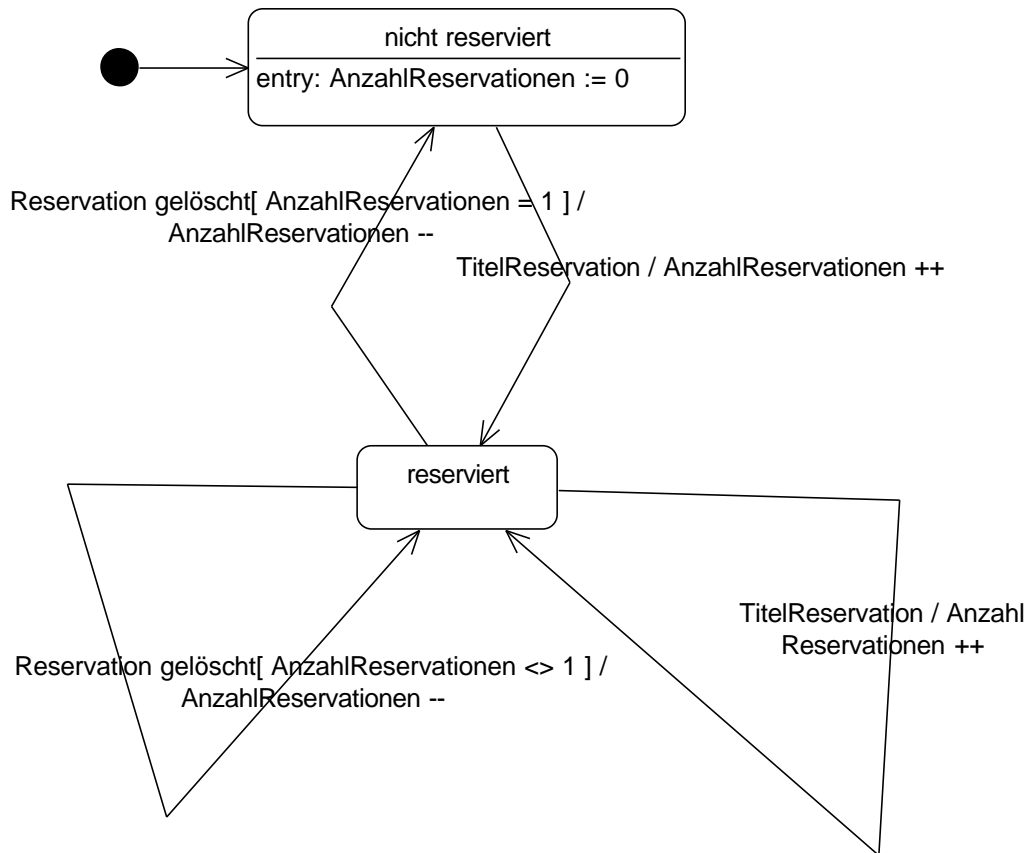 nicht reserviert
entry: AnzahlReservationen := 0
Reservation gelöscht[ AnzahlReservationen = 1 ] /
AnzahlReservationen --
TitelReservation / AnzahlReservationen ++
reserviert
TitelReservation / Anzahl
Reservationen ++
Reservation gelöscht[ AnzahlReservationen <> 1 ] /
AnzahlReservationen --